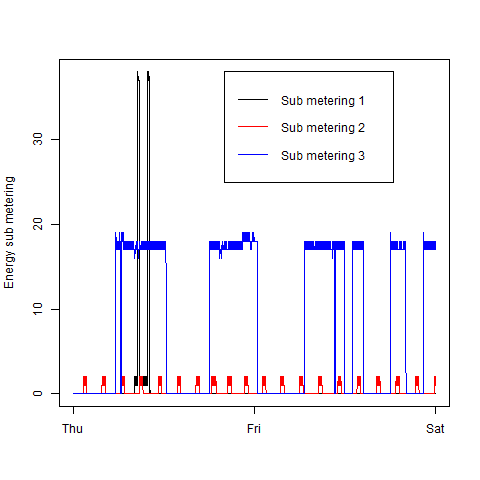 Sub metering 1
Sub metering 2
Sub metering 3
Energy sub metering
30
20
10
0
Thu Fri Sat